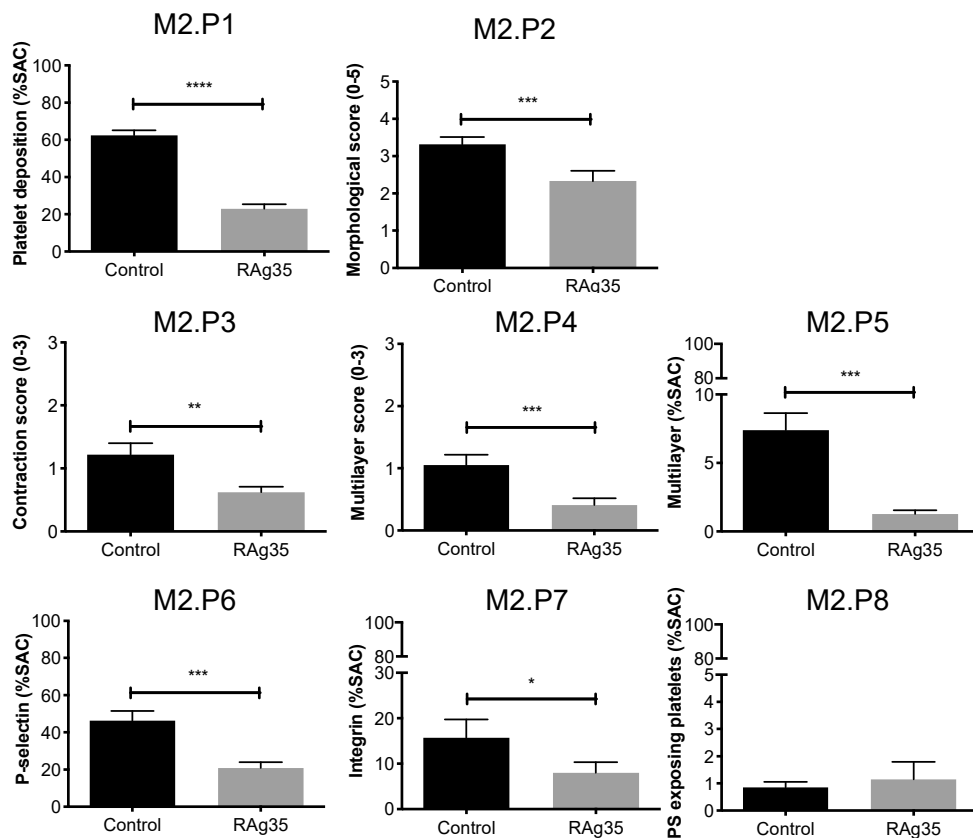 M2.P1
Platelet deposition (%SAC)
100
80
60
40
20
0
****
Control
RAg35
M2.P2
Morphological score (0-5)
5
4
3
2
1
0
***
Control
RAg35
M2.P3
Contraction score (0-3)
3
2
1
0
**
Control
RAg35
M2.P4
Multilayer score (0-3)
3
2
1
0
***
Control
RAg35
M2.P5
Multilayer (%SAC)
100
80
10
5
0
***
Control
RAg35
M2.P6
P-selectin (%SAC)
100
80
60
40
20
0
***
Control
RAg35
M2.P7
Integrin (%SAC)
100
80
30
20
10
0
*
Control
RAg35
M2.P8
PS exposing platelets (%SAC)
100
80
5
4
3
2
1
0
Control
RAg35